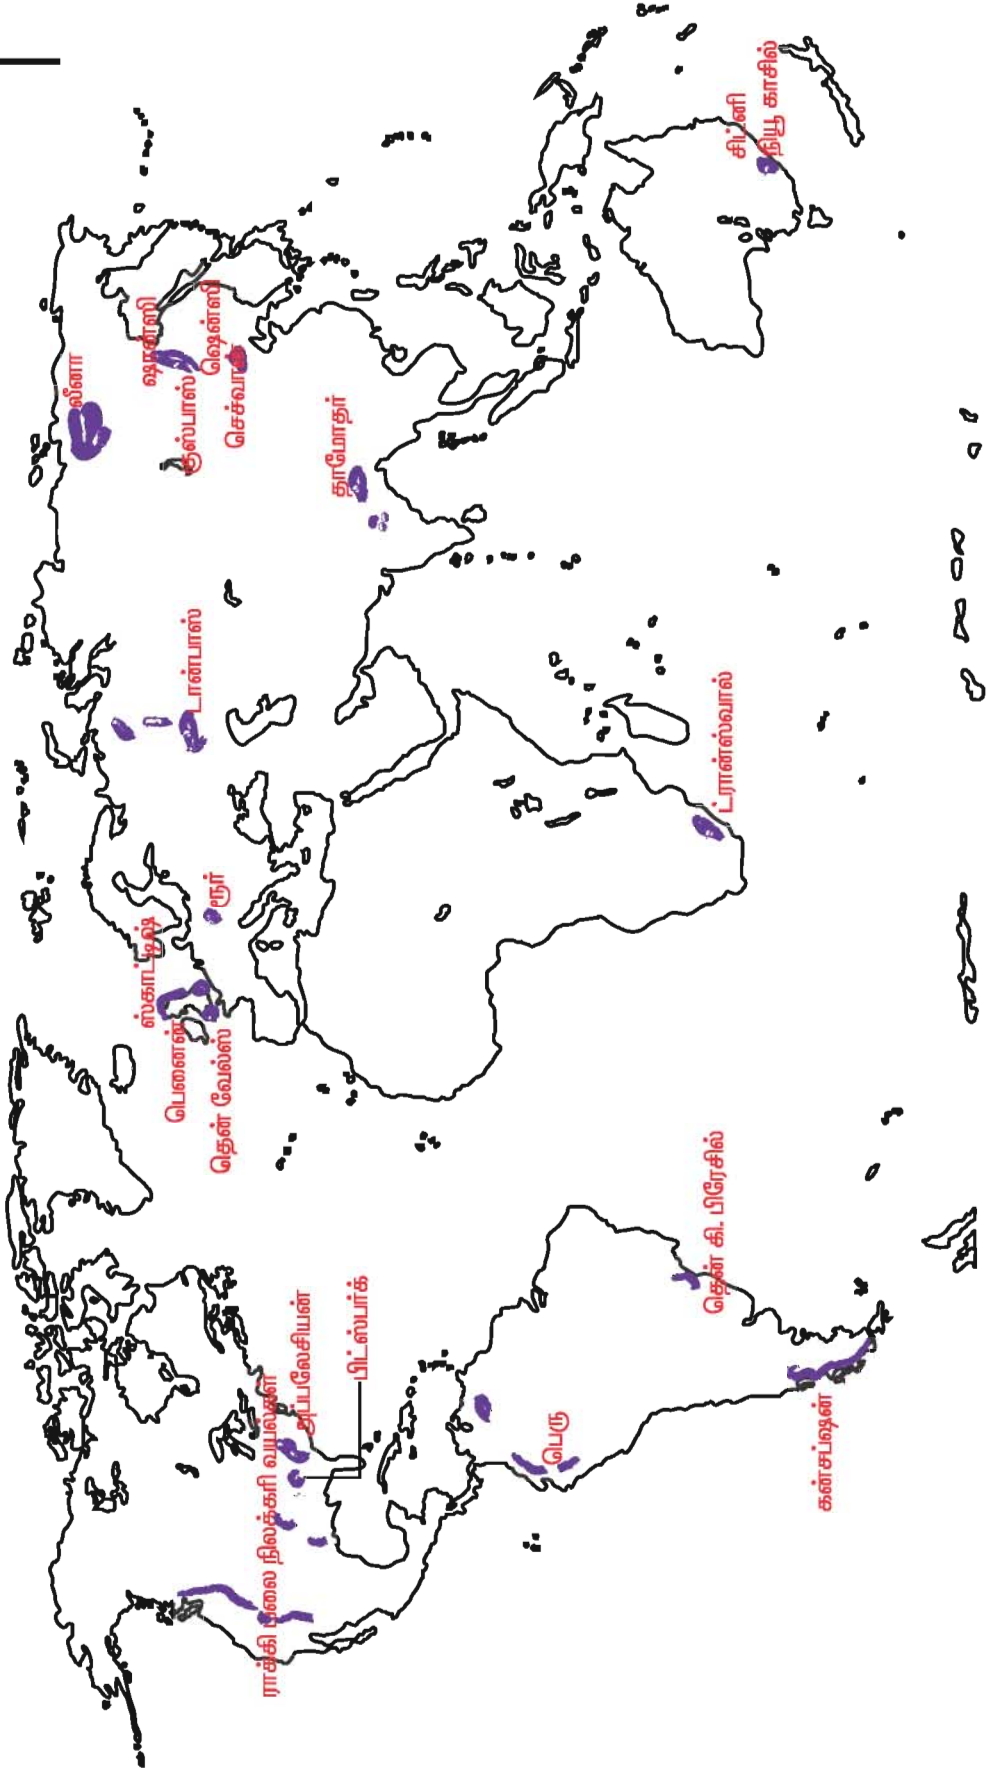 ராக்கி மலை நிலக்கரி வயல்கள்
அப்பலேசியன்
பிட்ஸ்பர்க்
பெரு
தென் கி. பிரேசில்
கன்சப்ஷன்
ஸ்காட்டிஷ்
பெனைன்
தென் வேல்ஸ்
ரூர்
டான்பாஸ்
ட்ரான்ஸ்வால்
லீனா
ஷான்ஸி
குஸ்பாஸ்
ஷென்ஸி
செச்வான்
தாமோதர்
சிட்னி
நியூ காசில்